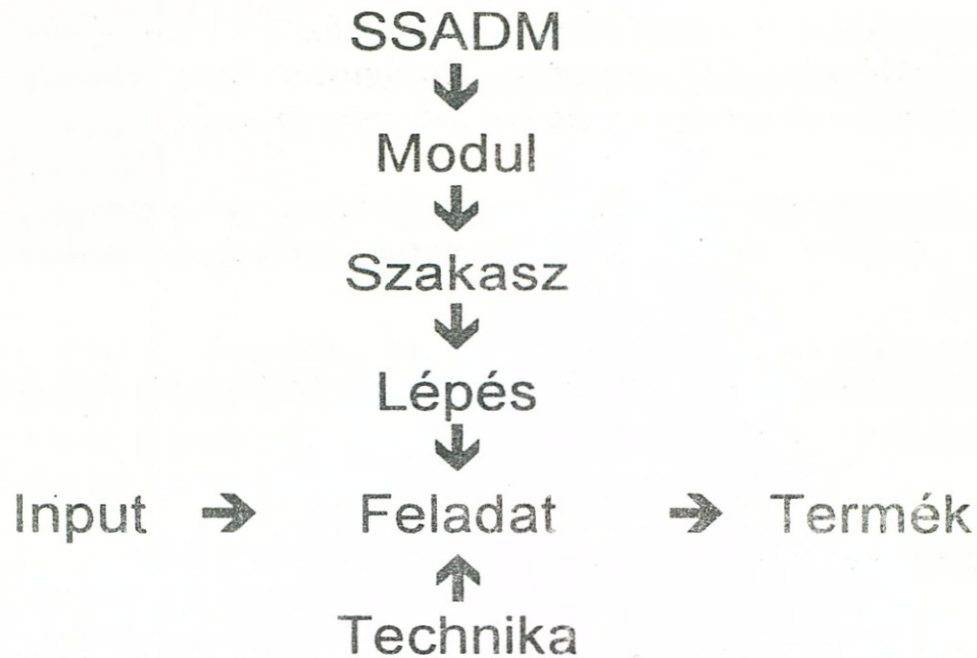 SSADM
Modul
Szakasz
Lépés
Input → Feladat → Termék
Technika